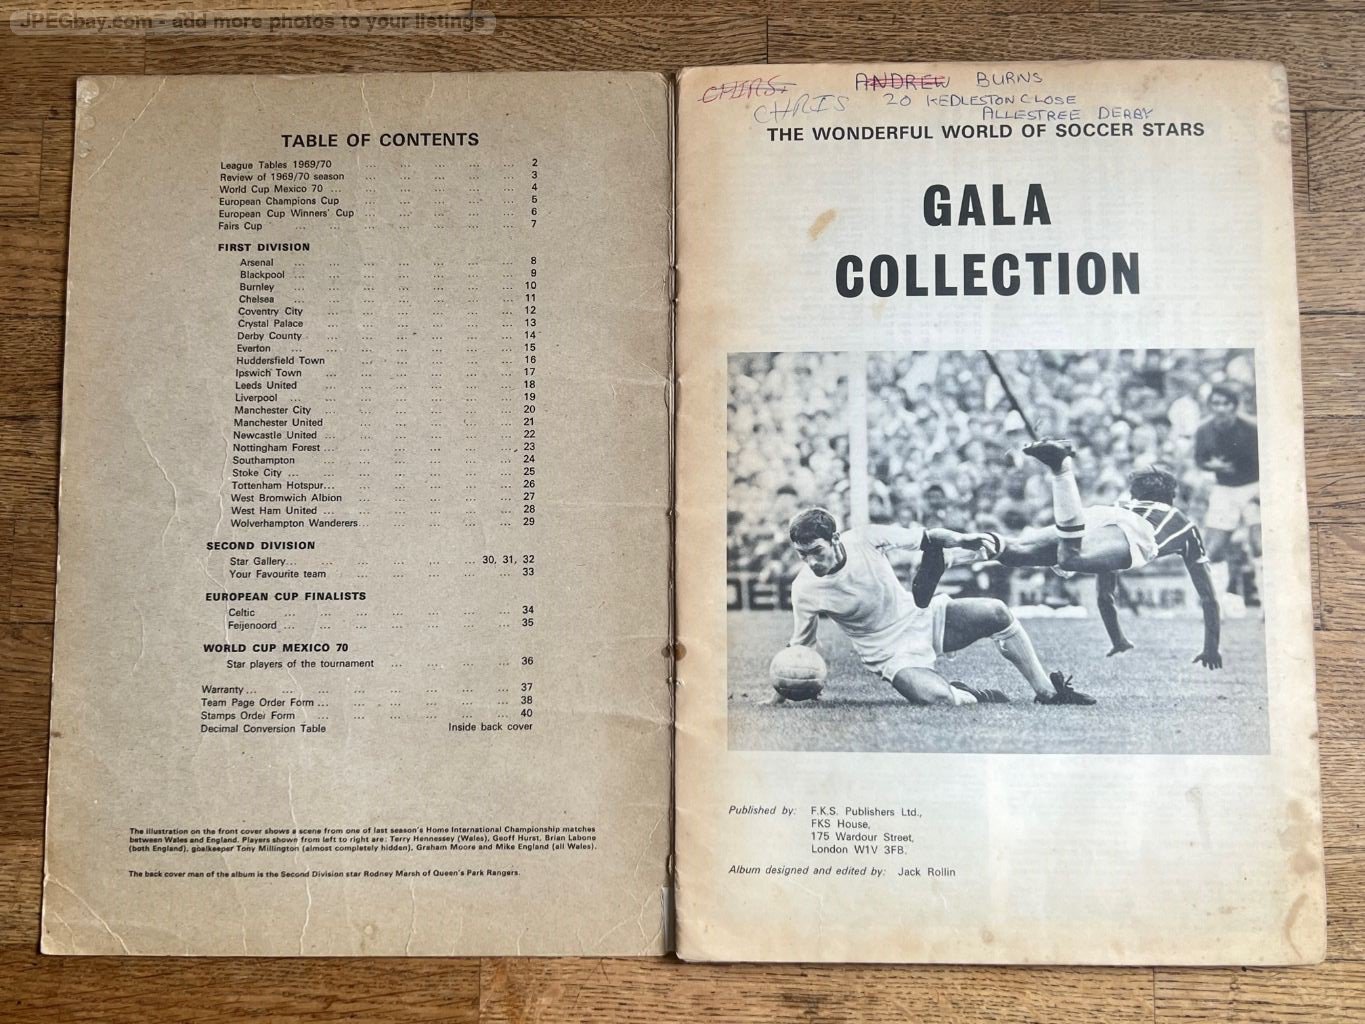 JPEGbay.com - add more photos to your listings
TABLE OF CONTENTS
League Tables 1969/70 ... ... ... ... ... 2
Review of 1969/70 season ... ... ... ... ... 3
World Cup Mexico 70 ... ... ... ... ... ... 4
European Champions Cup ... ... ... ... ... 5
European Cup Winners' Cup ... ... ... ... ... 6
Fairs Cup ... ... ... ... ... ... ... 7
FIRST DIVISION
Arsenal ... ... ... ... ... ... ... 8
Blackpool ... ... ... ... ... ... ... 9
Burnley ... ... ... ... ... ... ... 10
Chelsea ... ... ... ... ... ... ... 11
Coventry City ... ... ... ... ... ... 12
Crystal Palace ... ... ... ... ... ... 13
Derby County ... ... ... ... ... ... 14
Everton ... ... ... ... ... ... ... 15
Huddersfield Town ... ... ... ... ... 16
Ipswich Town ... ... ... ... ... ... 17
Leeds United ... ... ... ... ... ... 18
Liverpool ... ... ... ... ... ... ... 19
Manchester City ... ... ... ... ... 20
Manchester United ... ... ... ... ... 21
Newcastle United ... ... ... ... ... ... 22
Nottingham Forest ... ... ... ... ... ... 23
Southampton ... ... ... ... ... ... 24
Stoke City ... ... ... ... ... ... ... 25
Tottenham Hotspur... ... ... ... ... ... 26
West Bromwich Albion ... ... ... ... ... 27
West Ham United ... ... ... ... ... ... 28
Wolverhampton Wanderers... ... ... ... ... 29
SECOND DIVISION
Star Gallery... ... ... ... ... ... 30, 31, 32
Your Favourite team ... ... ... ... ... 33
EUROPEAN CUP FINALISTS
Celtic ... ... ... ... ... ... ... 34
Feijenoord ... ... ... ... ... ... ... 35
WORLD CUP MEXICO 70
Star players of the tournament ... ... ... ... 36
Warranty ... ... ... ... ... ... ... ... 37
Team Page Order Form ... ... ... ... ... ... 38
Stamps Order Form ... ... ... ... ... ... 40
Decimal Conversion Table Inside back cover
The illustration on the front cover shows a scene from one of last season's Home International Championship matches
between Wales and England. Players shown from left to right are: Terry Hennessey (Wales), Geoff Hurst, Brian Labone
(both England), goalkeeper Tony Millington (almost completely hidden), Graham Moore and Mike England (all Wales).
The back cover man of the album is the Second Division star Rodney Marsh of Queen's Park Rangers.
CHIRS. ANDREW BURNS
CHRIS 20 KEDLESTON CLOSE
ALLESTREE DERBY
THE WONDERFUL WORLD OF SOCCER STARS
GALA
COLLECTION
Published by: F.K.S. Publishers Ltd.,
FKS House,
175 Wardour Street,
London W1V 3FB.
Album designed and edited by: Jack Rollin